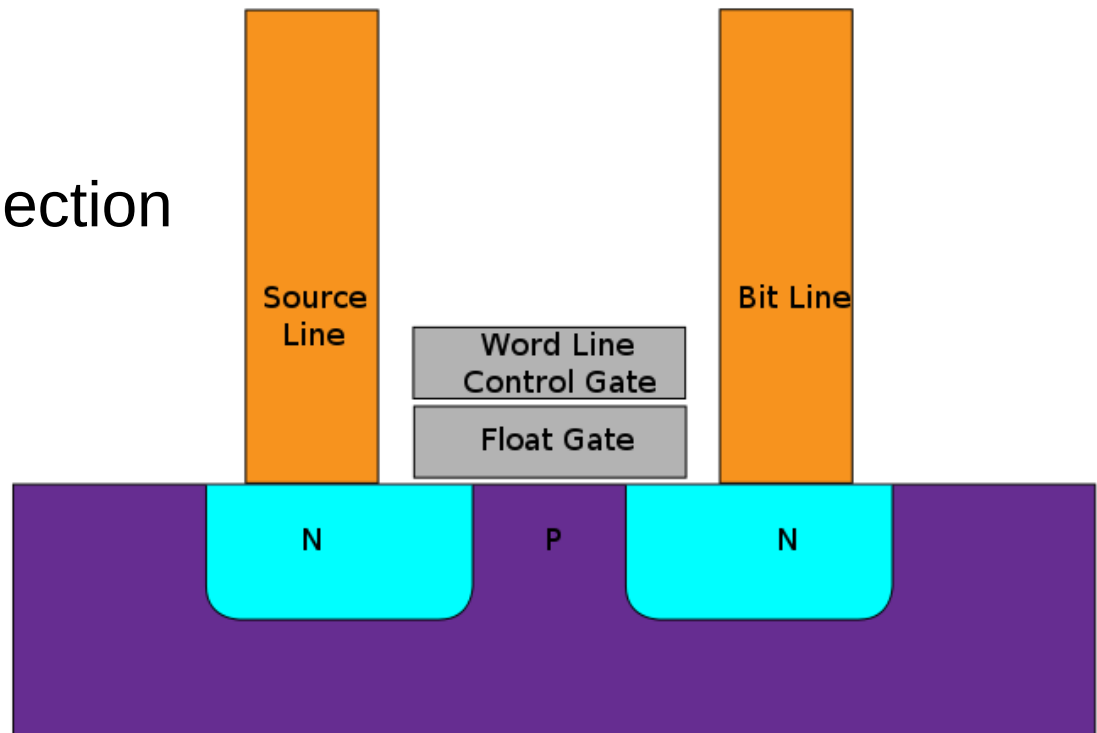 ection
Source
Line
Bit Line
Word Line
Control Gate
Float Gate
N
P
N